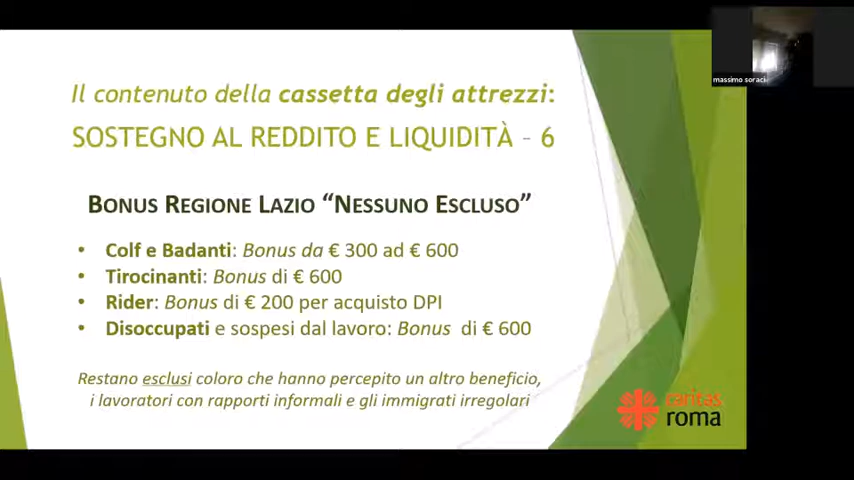 massimo soraci
Il contenuto della cassetta degli attrezzi:
SOSTEGNO AL REDDITO E LIQUIDITÀ - 6
BONUS REGIONE LAZIO “NESSUNO ESCLUSO”
• Colf e Badanti: Bonus da € 300 ad € 600
• Tirocinanti: Bonus di € 600
• Rider: Bonus di € 200 per acquisto DPI
• Disoccupati e sospesi dal lavoro: Bonus di € 600
Restano esclusi coloro che hanno percepito un altro beneficio,
i lavoratori con rapporti informali e gli immigrati irregolari
caritas
roma